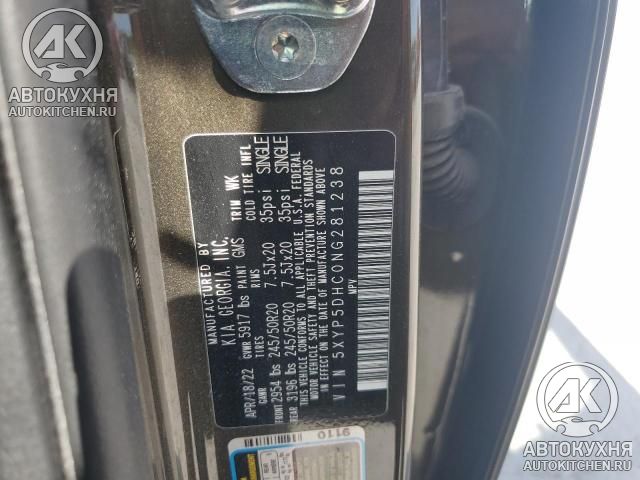 АВТОКУХНЯ
AUTOKITCHEN.RU
MANUFACTURED BY
KIA GEORGIA, INC.
APR/18/22 GVWR 5917 lbs PAINT GMS TRIM WK
GAWR TIRES RIMS COLD TIRE INFL
FRONT 2954 lbs 245/50R20 7.5Jx20 35psi SINGLE
REAR 3196 lbs 245/50R20 7.5Jx20 35psi SINGLE
THIS VEHICLE CONFORMS TO ALL APPLICABLE U.S.A. FEDERAL
MOTOR VEHICLE SAFETY AND THEFT PREVENTION STANDARDS
IN EFFECT ON THE DATE OF MANUFACTURE SHOWN ABOVE
VIN 5XYP5DHC0NG281238
MPV
9110
АВТОКУХНЯ
AUTOKITCHEN.RU